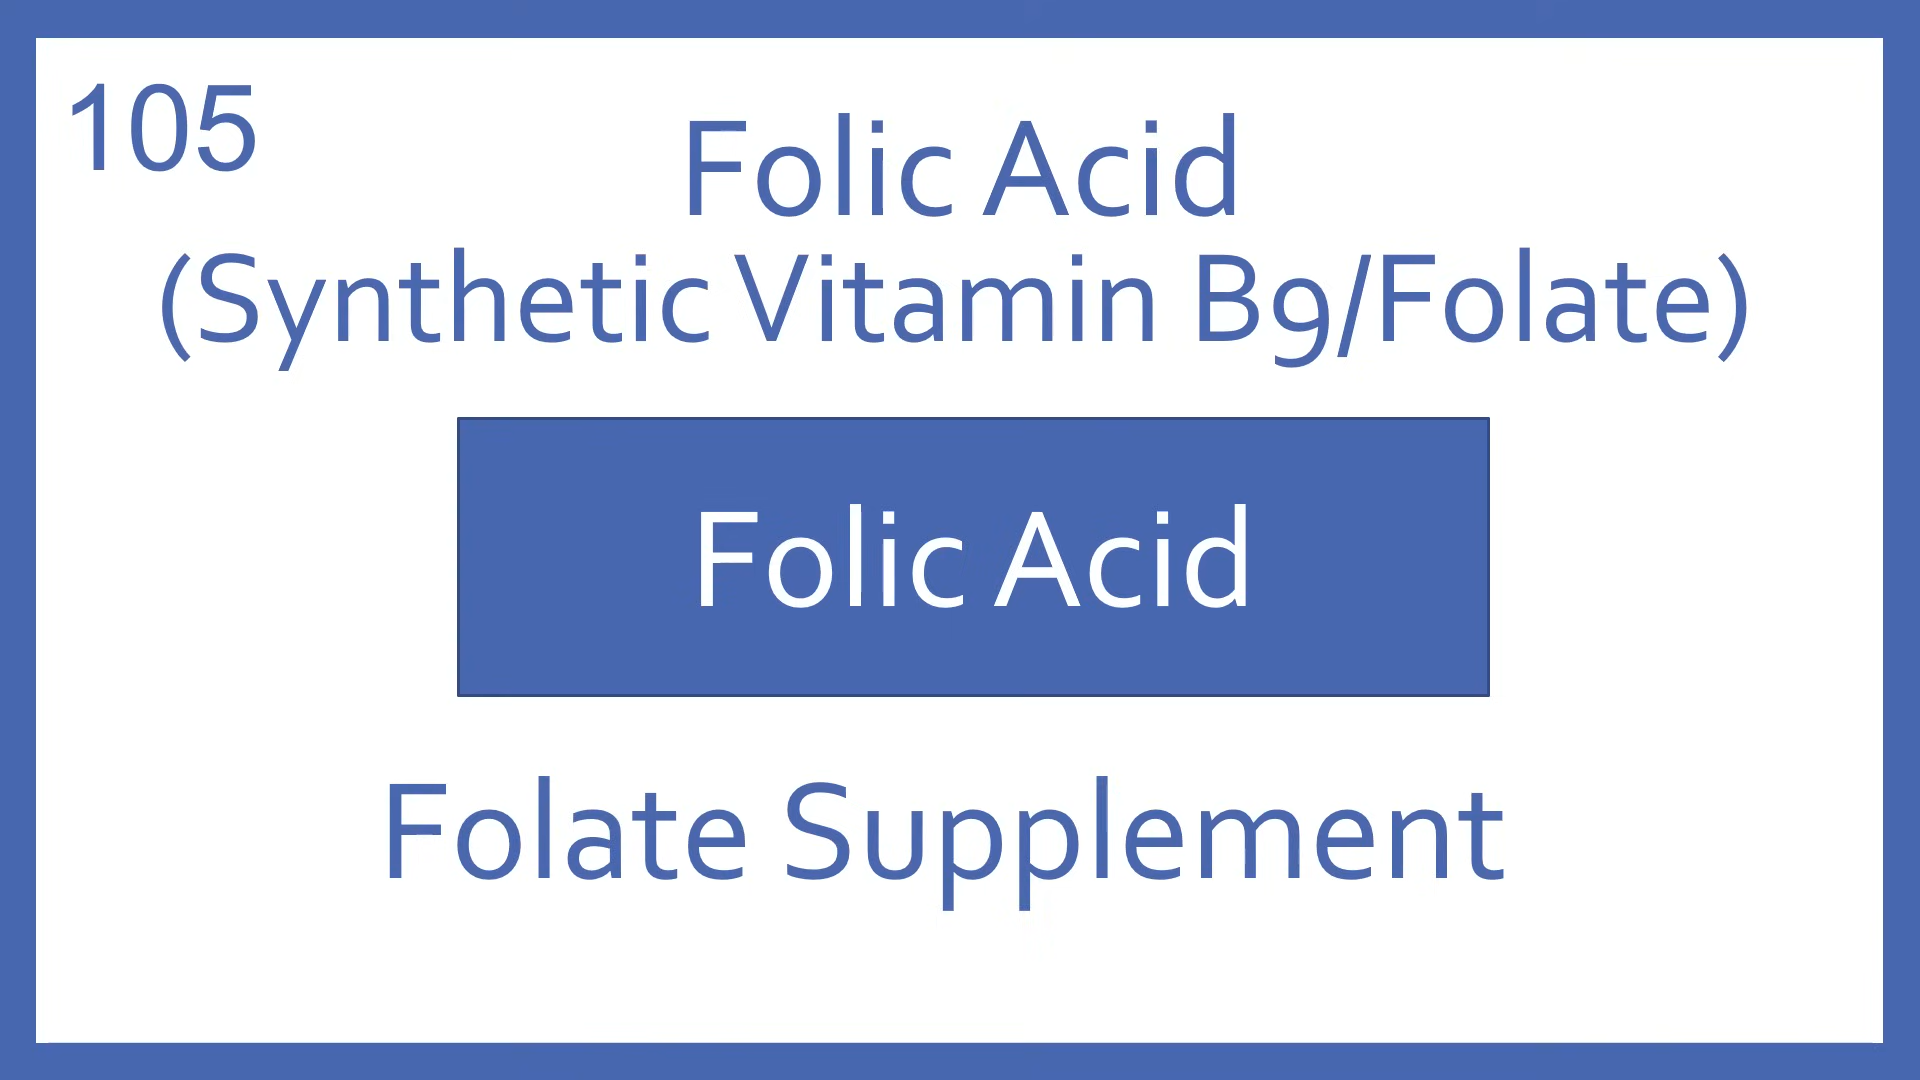 105
Folic Acid
(Synthetic Vitamin B9/Folate)
Folic Acid
Folate Supplement